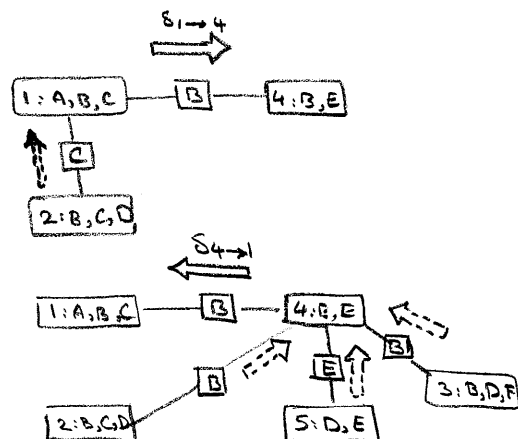 δ1→4
1:A,B,C B 4:B,E
C
2:B,C,D
δ4→1
1:A,B,C B 4:B,E
B E B
3:B,D,F
2:B,C,D 5:D,E